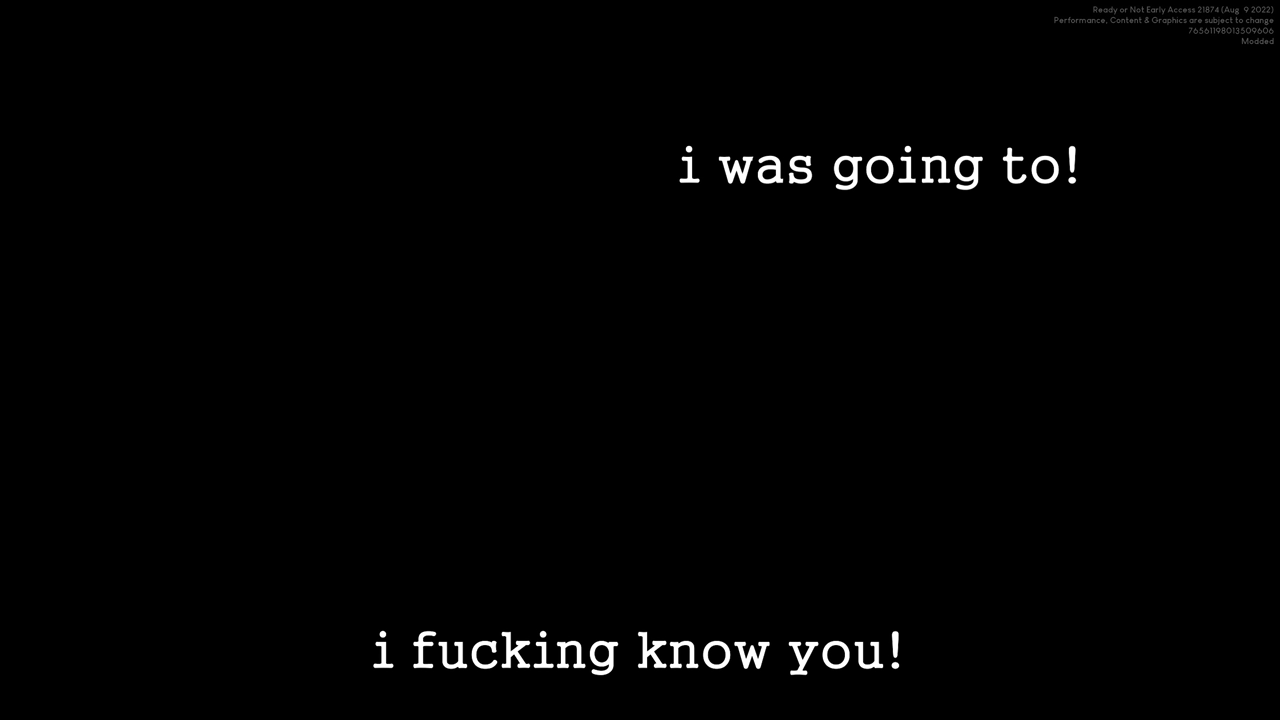 Ready or Not Early Access 21874 (Aug  9 2022)
Performance, Content & Graphics are subject to change
76561198013509606
Modded
i was going to!
i fucking know you!